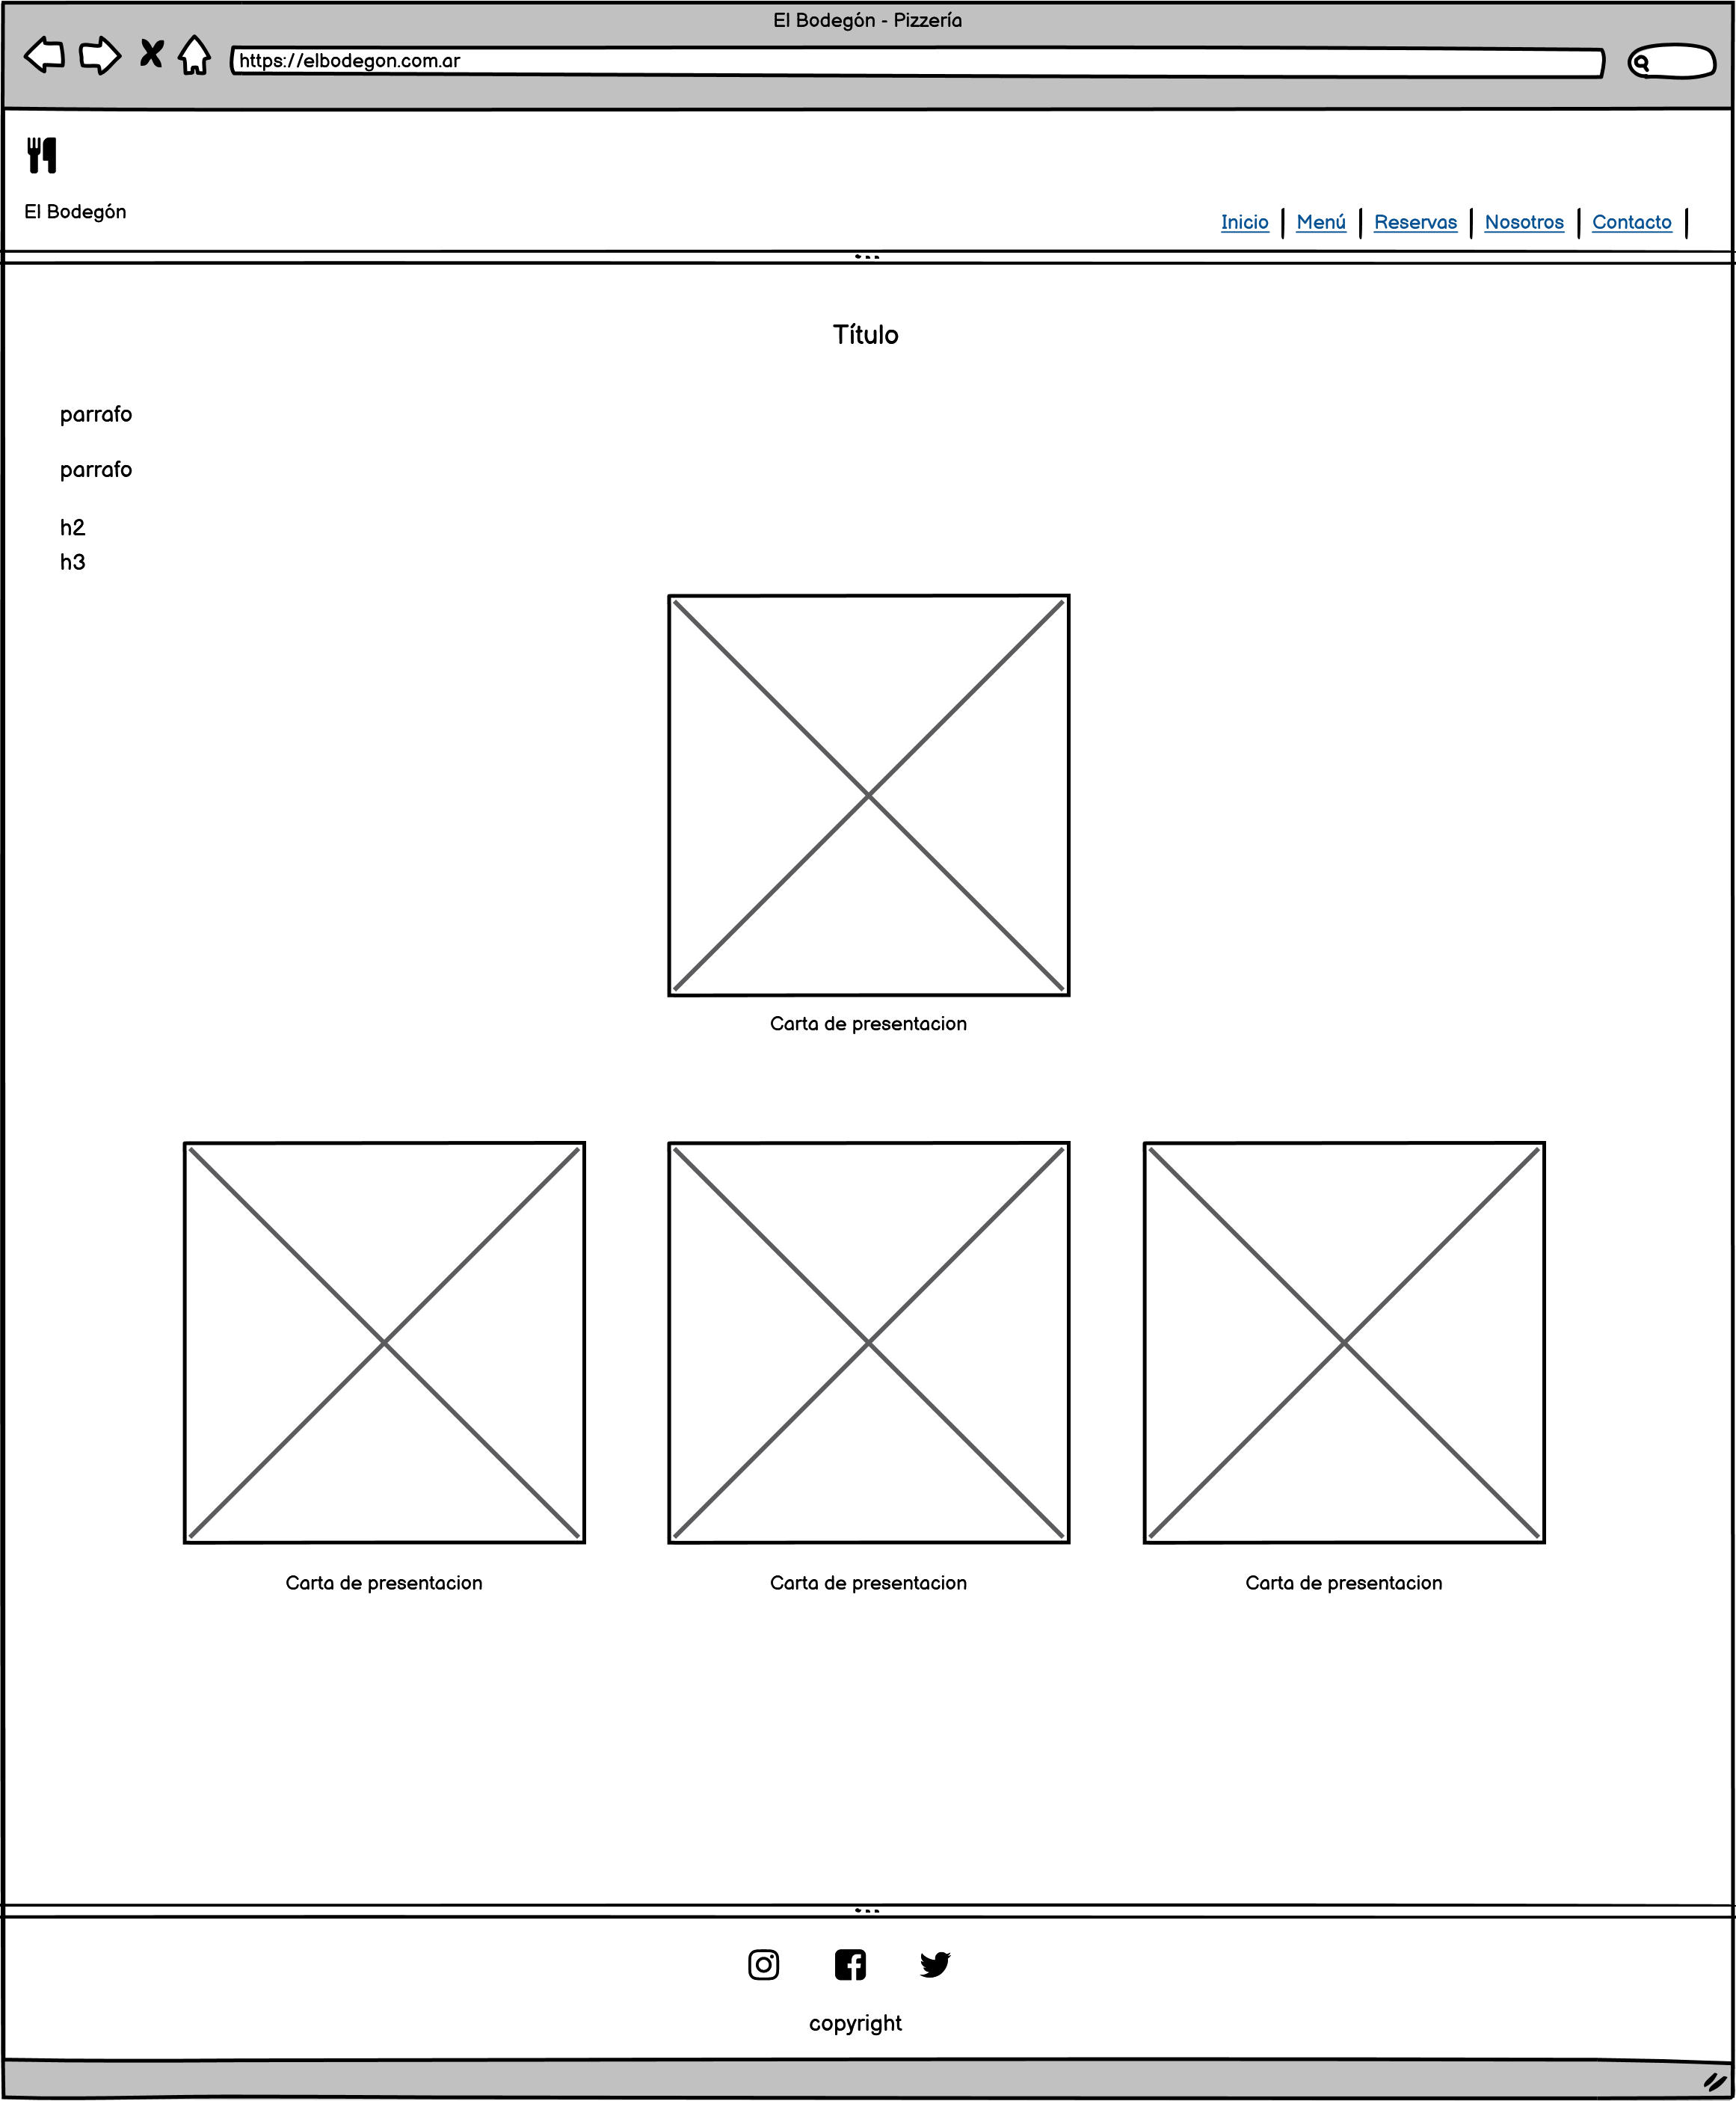 El Bodegón - Pizzería
https://elbodegon.com.ar
El Bodegón
Inicio | Menú | Reservas | Nosotros | Contacto |
Título
parrafo
parrafo
h2
h3
Carta de presentacion
Carta de presentacion Carta de presentacion Carta de presentacion
copyright